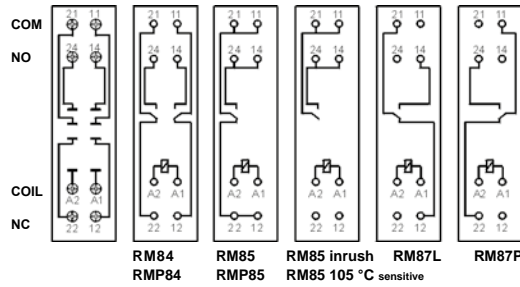 21 11 21 11 21 11 21 11 21 11 21 11
COM
24 14 24 14 24 14 24 14 24 14 24 14
NO
A2 A1 A2 A1 A2 A1 A2 A1 A2 A1 A2 A1
COIL
NC
22 12 22 12 22 12 22 12 22 12 22 12
RM84 RM85 RM85 inrush RM87L RM87P
RMP84 RMP85 RM85 105 °C sensitive